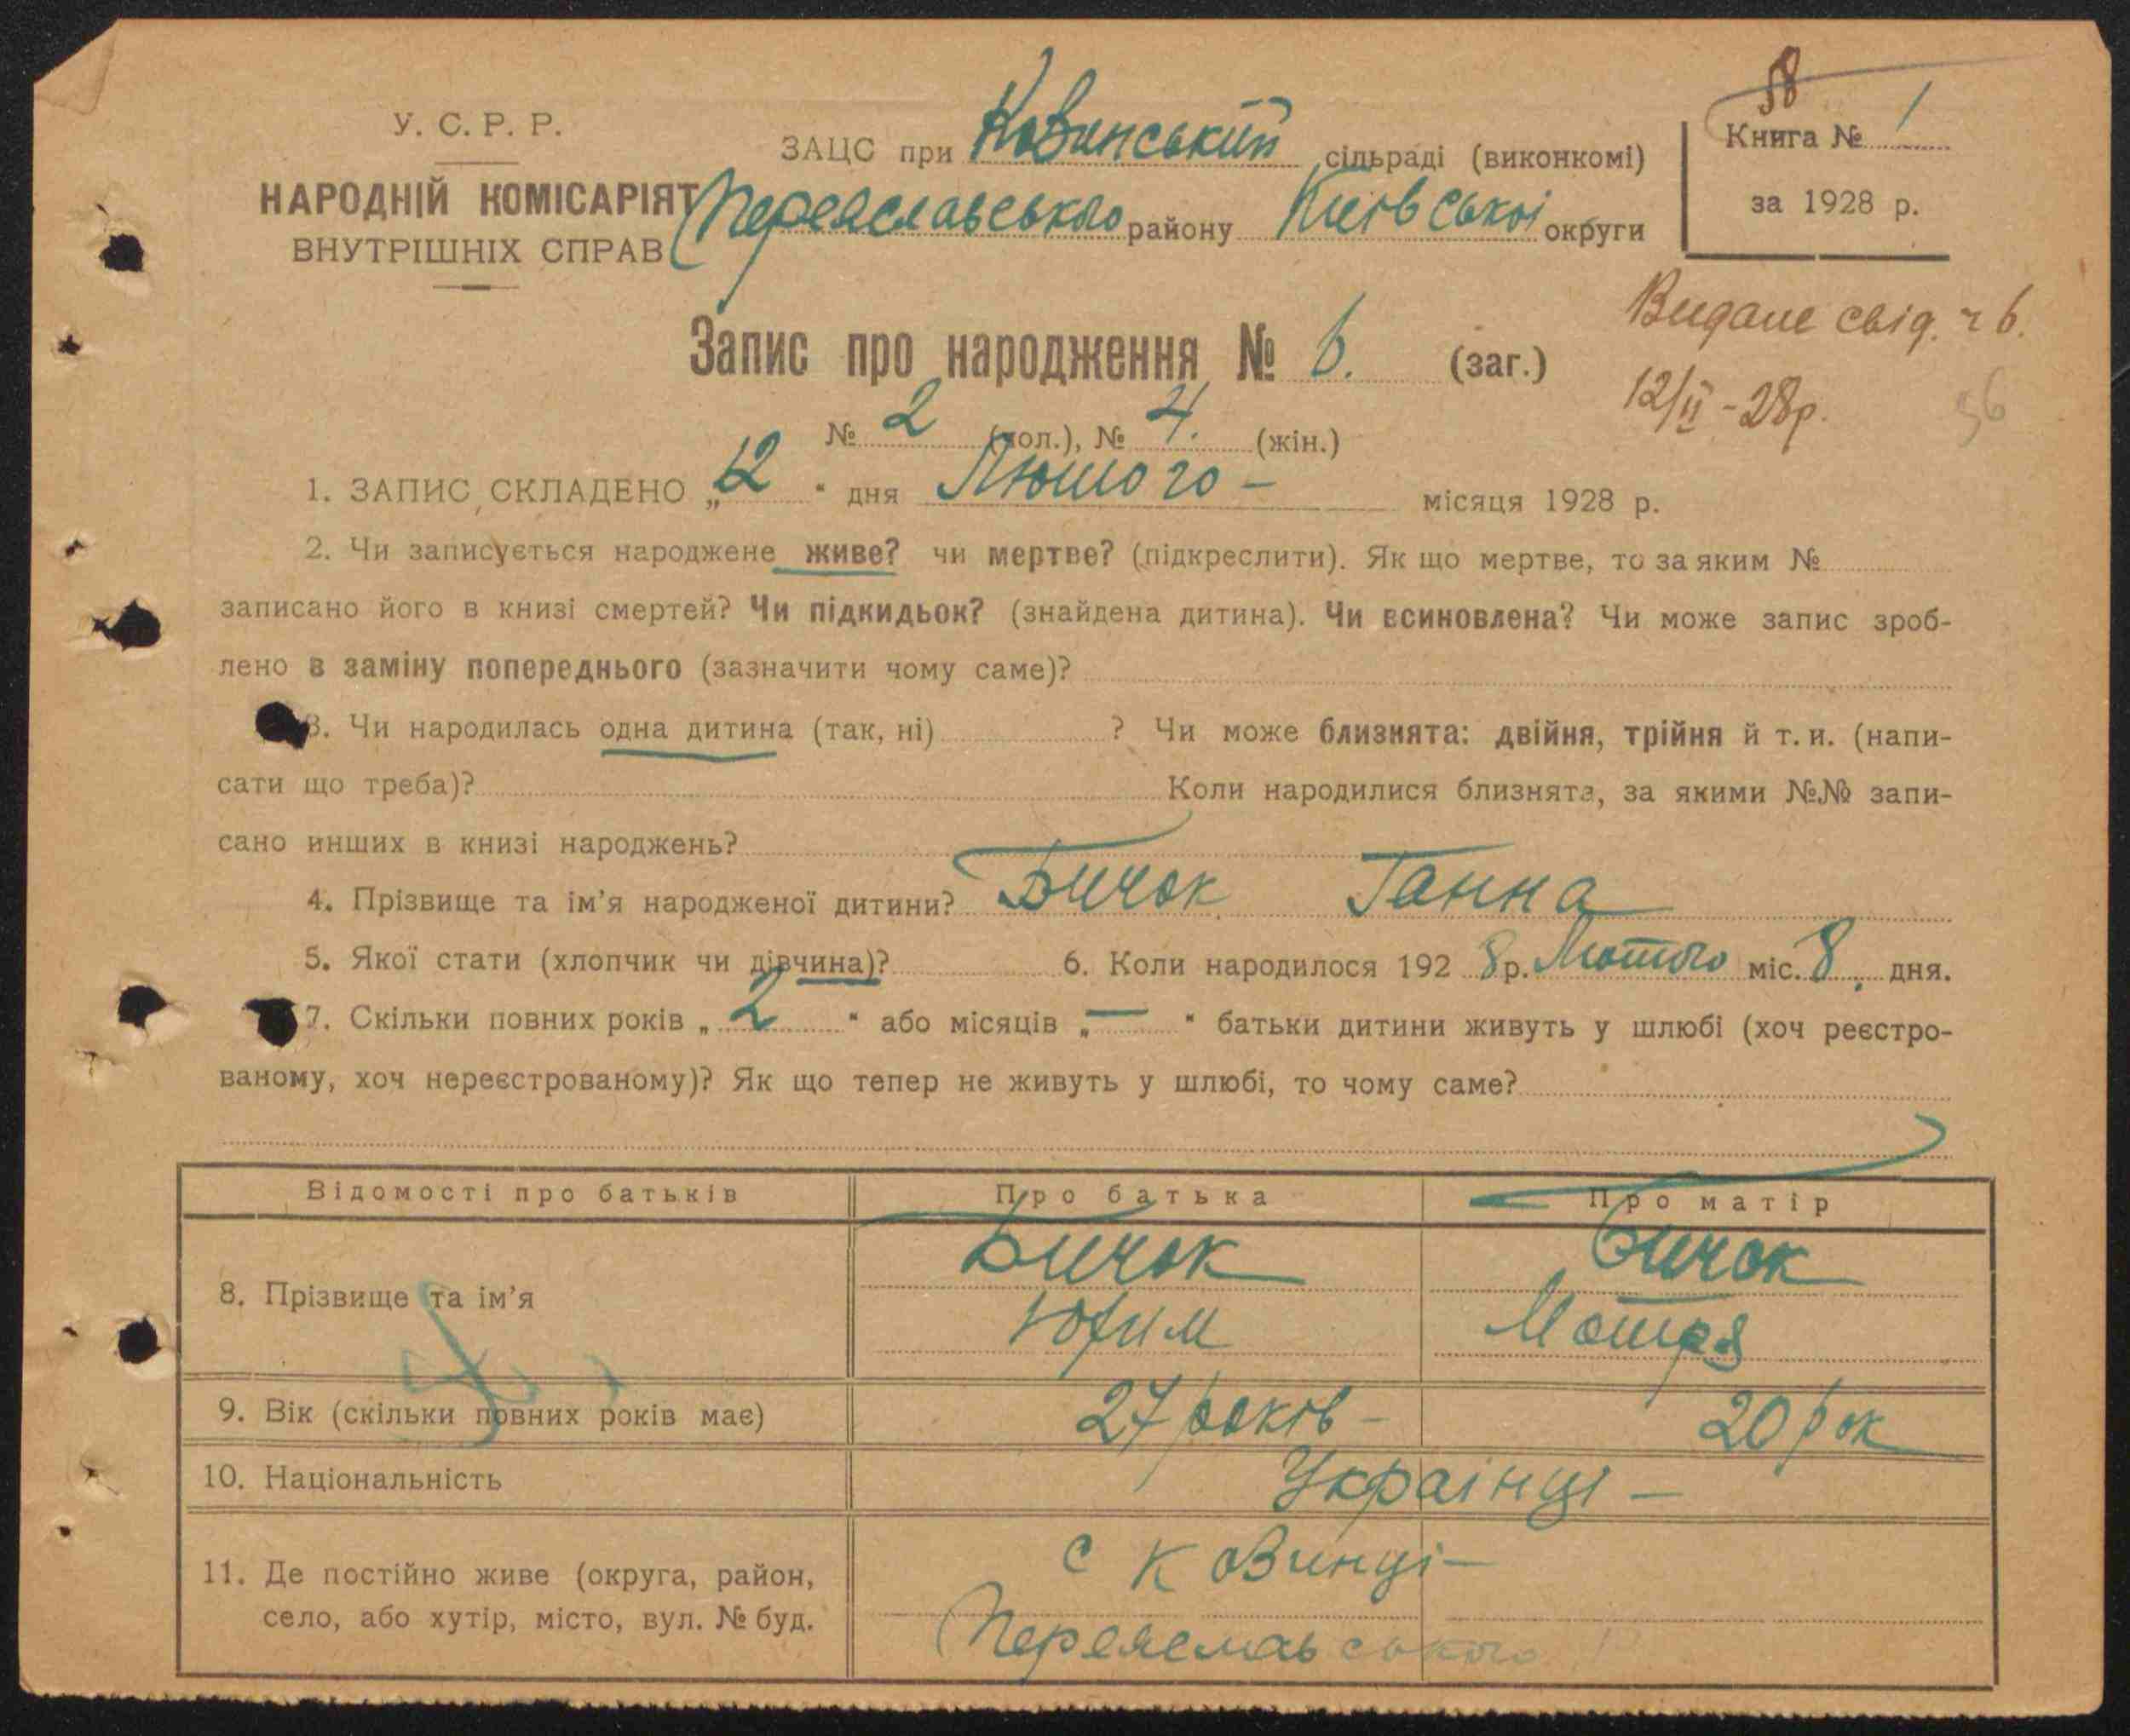 58
У. С. Р. Р.
НАРОДНІЙ КОМІСАРІЯТ
ВНУТРІШНІХ СПРАВ
ЗАЦС при Ковинський сільраді (виконкомі)
Переяславського району Київської округи
Книга № 1
за 1928 р.
Видане свід. ч 6.
12/II - 28р.
36
Запис про народження № 6. (заг.)
№ 2 (чол.), № 4. (жін.)
1. ЗАПИС СКЛАДЕНО „12“ дня Лютого - місяця 1928 р.
2. Чи записується народжене живе? чи мертве? (підкреслити). Як що мертве, то за яким №
записано його в книзі смертей? Чи підкидьок? (знайдена дитина). Чи всиновлена? Чи може запис зроб-
лено в заміну попереднього (зазначити чому саме)?
3. Чи народилась одна дитина (так, ні) ? Чи може близнята: двійня, трійня й т. и. (напи-
сати що треба)? Коли народилися близнята, за якими №№ запи-
сано инших в книзі народжень?
4. Прізвище та ім'я народженої дитини? Бичок Ганна
5. Якої стати (хлопчик чи дівчина)? 6. Коли народилося 1928 р. Лютого міс. 8. дня.
7. Скільки повних років „2“ або місяців „—“ батьки дитини живуть у шлюбі (хоч реєстро-
ваному, хоч нереєстрованому)? Як що тепер не живуть у шлюбі, то чому саме?
Відомості про батьків Про батька Про матір
8. Прізвище та ім'я Бичок Бичок
Юхим Мотря
9. Вік (скільки повних років має) 27 років - 20 рок
10. Національність Українці -
11. Де постійно живе (округа, район, с Ковинці -
село, або хутір, місто, вул. № буд. Переяславського